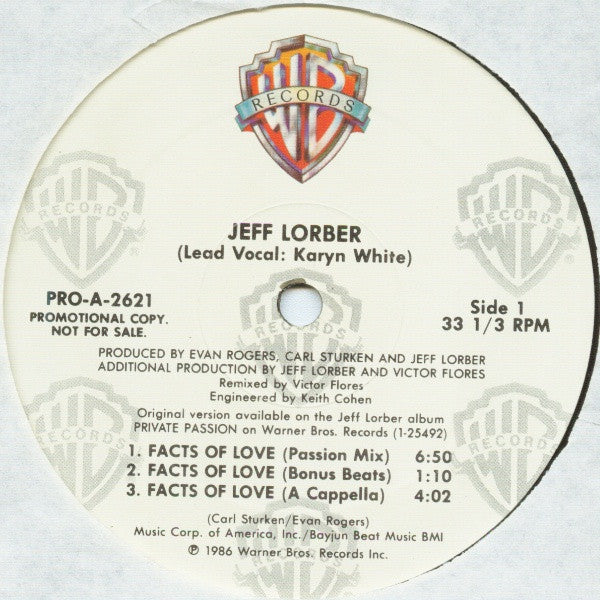 RECORDS
JEFF LORBER
(Lead Vocal: Karyn White)
PRO-A-2621
PROMOTIONAL COPY.
NOT FOR SALE.
Side 1
33 1/3 RPM
PRODUCED BY EVAN ROGERS, CARL STURKEN AND JEFF LORBER
ADDITIONAL PRODUCTION BY JEFF LORBER AND VICTOR FLORES
Remixed by Victor Flores
Engineered by Keith Cohen
Original version available on the Jeff Lorber album
PRIVATE PASSION on Warner Bros. Records (1-25492)
1. FACTS OF LOVE (Passion Mix) 6:50
2. FACTS OF LOVE (Bonus Beats) 1:10
3. FACTS OF LOVE (A Cappella) 4:02
(Carl Sturken/Evan Rogers)
Music Corp. of America, Inc./Bayjun Beat Music BMI
℗ 1986 Warner Bros. Records Inc.